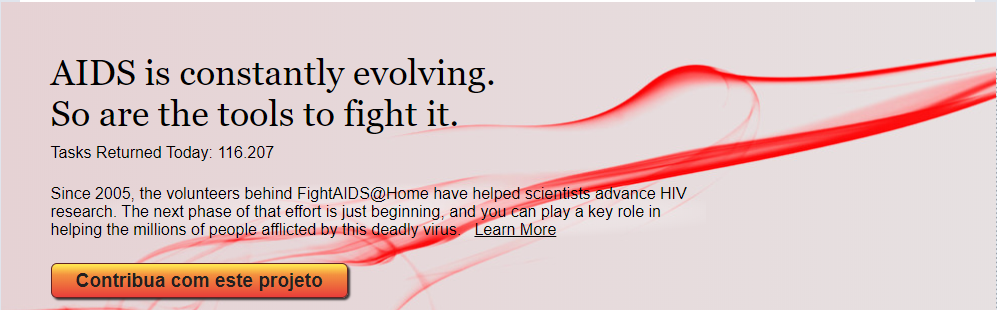 AIDS is constantly evolving.
So are the tools to fight it.
Tasks Returned Today: 116.207
Since 2005, the volunteers behind FightAIDS@Home have helped scientists advance HIV
research. The next phase of that effort is just beginning, and you can play a key role in
helping the millions of people afflicted by this deadly virus. Learn More
Contribua com este projeto